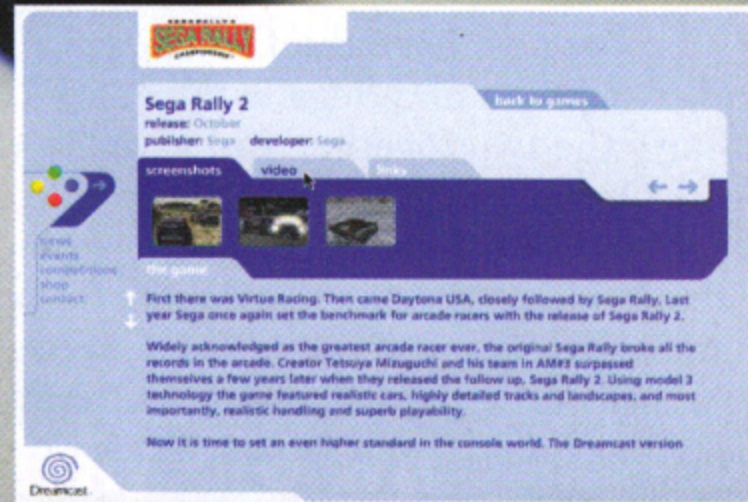 SEGA RALLY
CHAMPIONSHIP
Sega Rally 2
back to games
release: October
publisher: Sega developer: Sega
screenshots video links
news
events
competitions
shop
contact
the game
First there was Virtue Racing. Then came Daytona USA, closely followed by Sega Rally. Last
year Sega once again set the benchmark for arcade racers with the release of Sega Rally 2.
Widely acknowledged as the greatest arcade racer ever, the original Sega Rally broke all the
records in the arcade. Creator Tetsuya Mizuguchi and his team in AM#3 surpassed
themselves a few years later when they released the follow up, Sega Rally 2. Using model 3
technology the game featured realistic cars, highly detailed tracks and landscapes, and most
importantly, realistic handling and superb playability.
Now it is time to set an even higher standard in the console world. The Dreamcast version
Dreamcast.